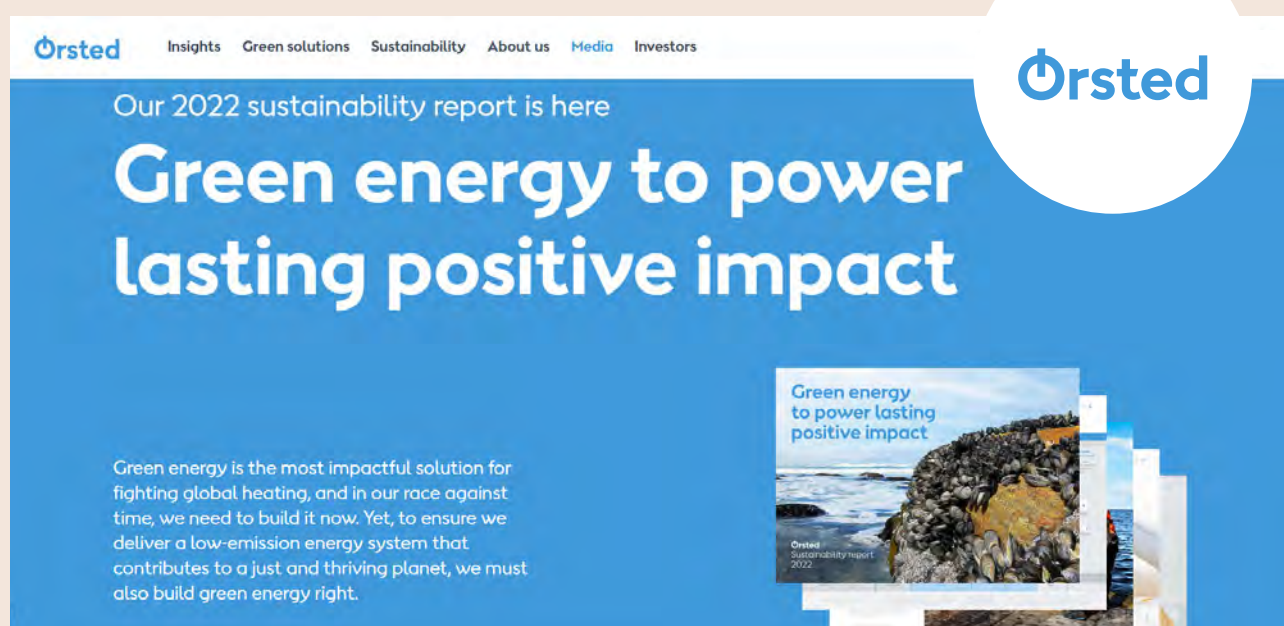 Ørsted
Insights Green solutions Sustainability About us Media Investors
Ørsted
Our 2022 sustainability report is here
Green energy to power
lasting positive impact
Green energy is the most impactful solution for
fighting global heating, and in our race against
time, we need to build it now. Yet, to ensure we
deliver a low-emission energy system that
contributes to a just and thriving planet, we must
also build green energy right.
Green energy
to power lasting
positive impact
Ørsted
Sustainability report
2022